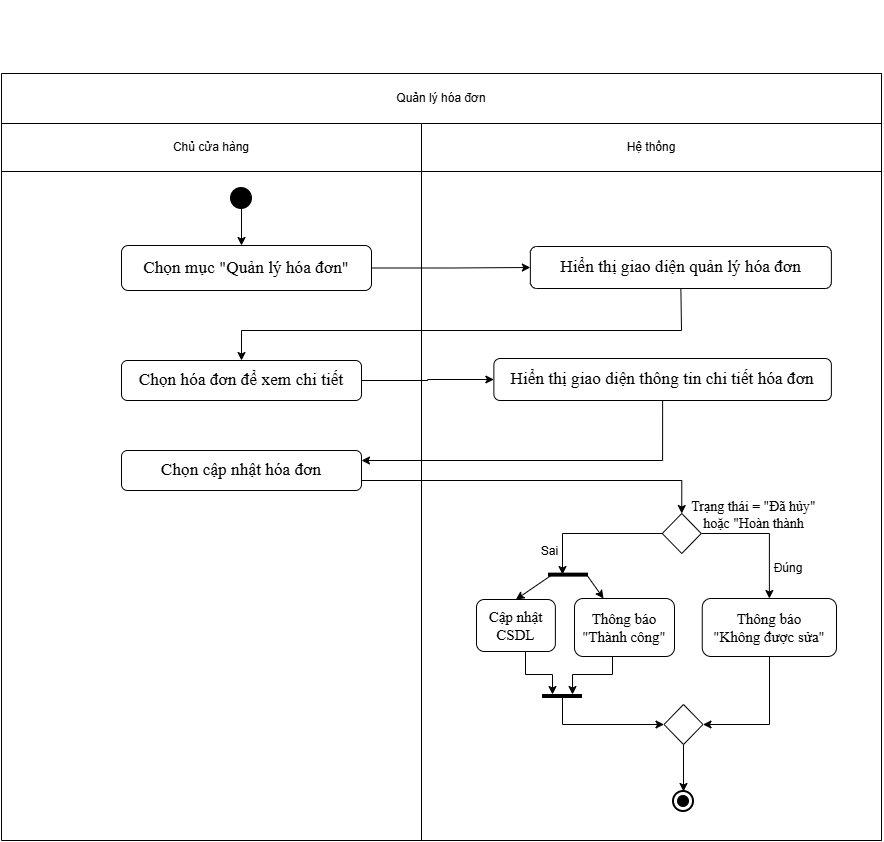 Quản lý hóa đơn
Chủ cửa hàng
Hệ thống
Chọn mục "Quản lý hóa đơn"
Hiển thị giao diện quản lý hóa đơn
Chọn hóa đơn để xem chi tiết
Hiển thị giao diện thông tin chi tiết hóa đơn
Chọn cập nhật hóa đơn
Trạng thái = "Đã hủy"
hoặc "Hoàn thành
Sai
Đúng
Cập nhật
CSDL
Thông báo
"Thành công"
Thông báo
"Không được sửa"